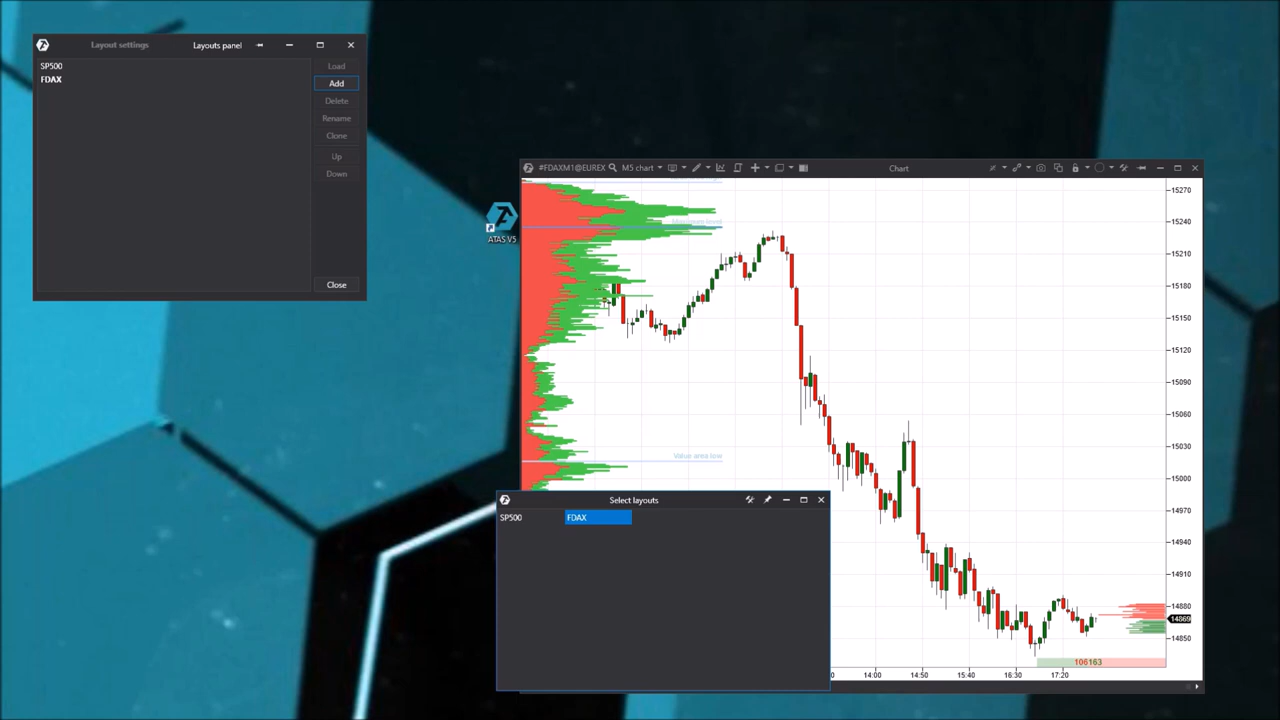 Layout settings Layouts panel
SP500
FDAX
Load
Add
Delete
Rename
Clone
Up
Down
Close
ATAS V5
#FDAXM1@EUREX M5 chart Chart
Maximum level
Value area low
15270
15240
15210
15180
15150
15120
15090
15060
15030
15000
14970
14940
14910
14880
14869
14850
106163
14:00 14:50 15:40 16:30 17:20
Select layouts
SP500 FDAX